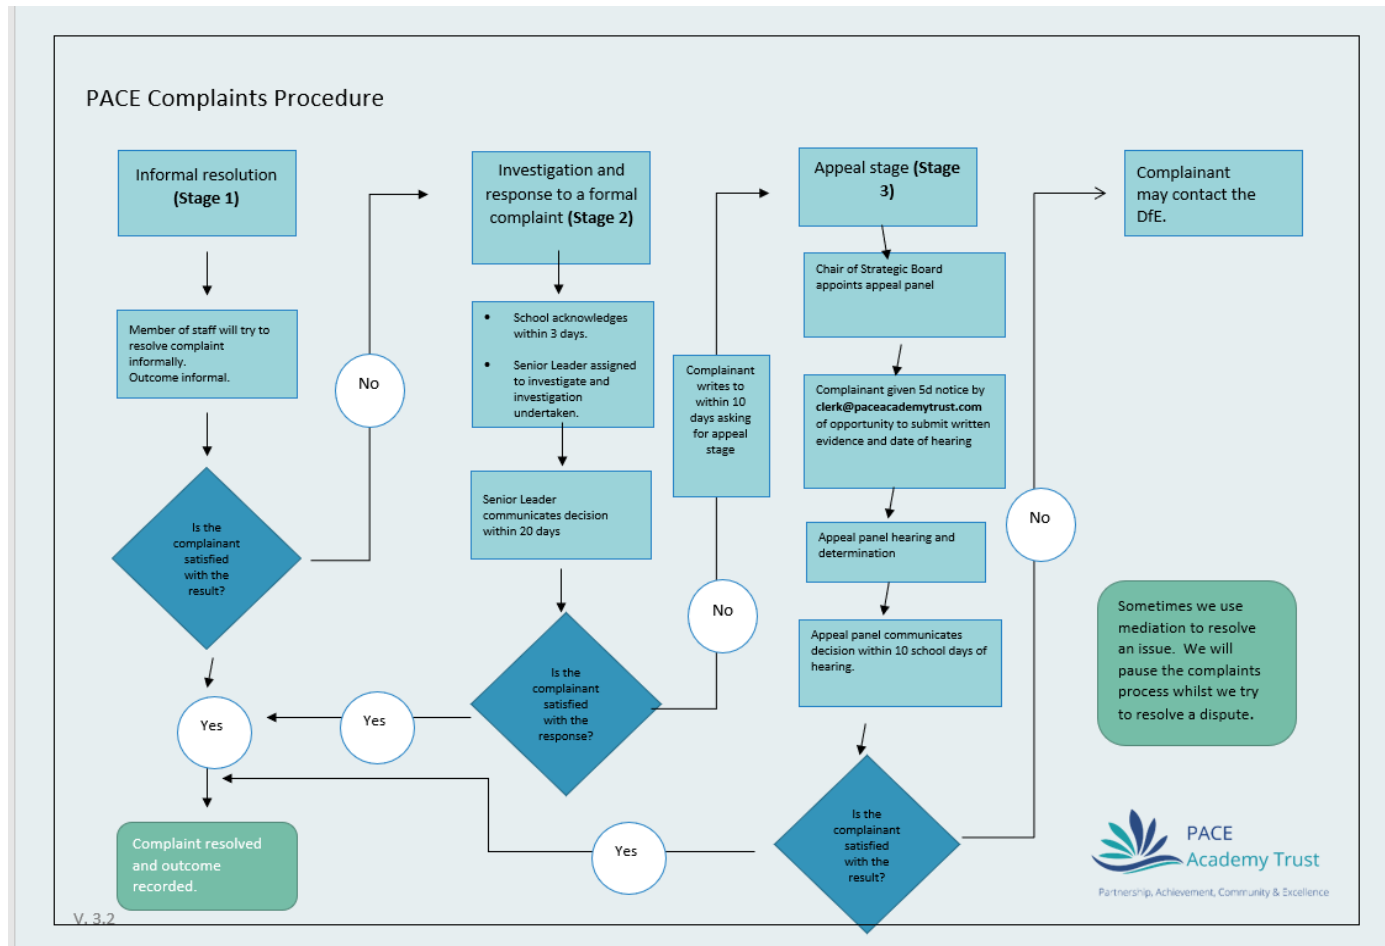 PACE Complaints Procedure
Informal resolution
(Stage 1)
Member of staff will try to
resolve complaint
informally.
Outcome informal.
Is the
complainant
satisfied
with the
result?
No
Yes
Complaint resolved
and outcome
recorded.
Investigation and
response to a formal
complaint (Stage 2)
• School acknowledges
within 3 days.
• Senior Leader assigned
to investigate and
investigation
undertaken.
Senior Leader
communicates decision
within 20 days
Is the
complainant
satisfied
with the
response?
Yes
No
Complainant
writes to
within 10
days asking
for appeal
stage
Appeal stage (Stage
3)
Chair of Strategic Board
appoints appeal panel
Complainant given 5d notice by
clerk@paceacademytrust.com
of opportunity to submit written
evidence and date of hearing
Appeal panel hearing and
determination
Appeal panel communicates
decision within 10 school days of
hearing.
Is the
complainant
satisfied
with the
result?
Yes
No
Complainant
may contact the
DfE.
Sometimes we use
mediation to resolve
an issue. We will
pause the complaints
process whilst we try
to resolve a dispute.
PACE
Academy Trust
Partnership, Achievement, Community & Excellence
V. 3.2